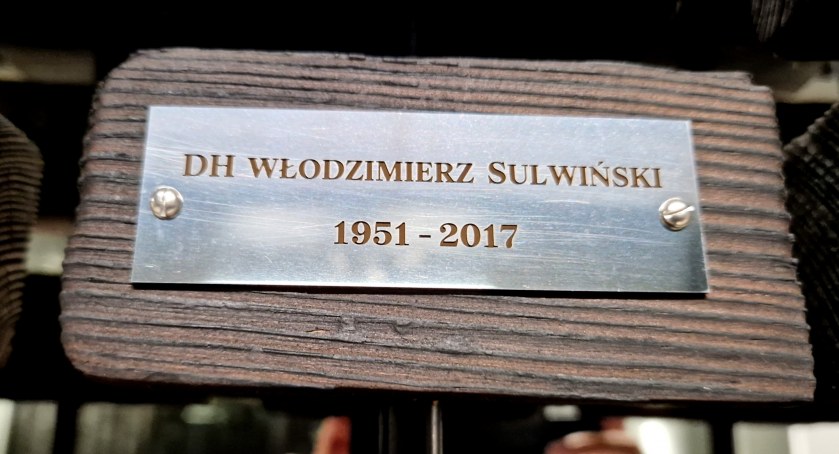 DH WŁODZIMIERZ SULWIŃSKI
1951 - 2017